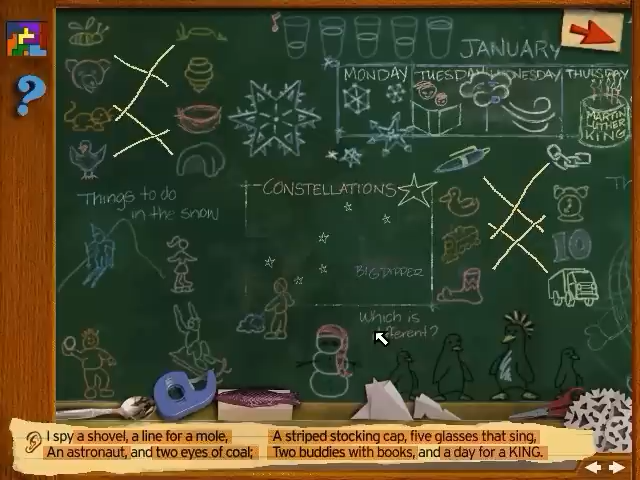 JANUARY
MONDAY TUESDAY WEDNESDAY THURSDAY
MARTIN
LUTHER
KING
Things to do
in the snow
CONSTELLATIONS
BIG DIPPER
10
Which is
different?
Th
I spy a shovel, a line for a mole,
An astronaut, and two eyes of coal;
A striped stocking cap, five glasses that sing,
Two buddies with books, and a day for a KING.